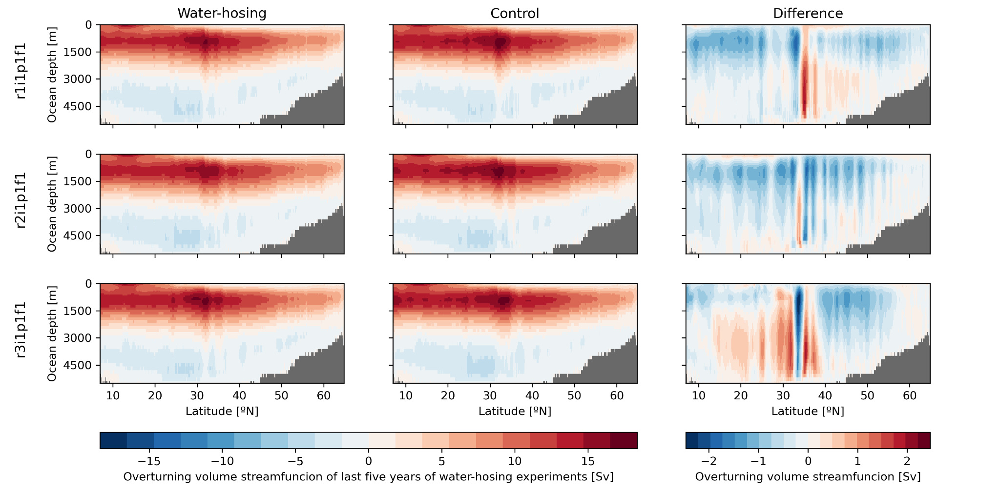 Water-hosing Control Difference
r1i1p1f1
Ocean depth [m]
0
1500
3000
4500
r2i1p1f1
Ocean depth [m]
0
1500
3000
4500
r3i1p1f1
Ocean depth [m]
0
1500
3000
4500
10 20 30 40 50 60 10 20 30 40 50 60 10 20 30 40 50 60
Latitude [ºN] Latitude [ºN] Latitude [ºN]
−15 −10 −5 0 5 10 15 −2 −1 0 1 2
Overturning volume streamfuncion of last five years of water-hosing experiments [Sv] Overturning volume streamfuncion [Sv]